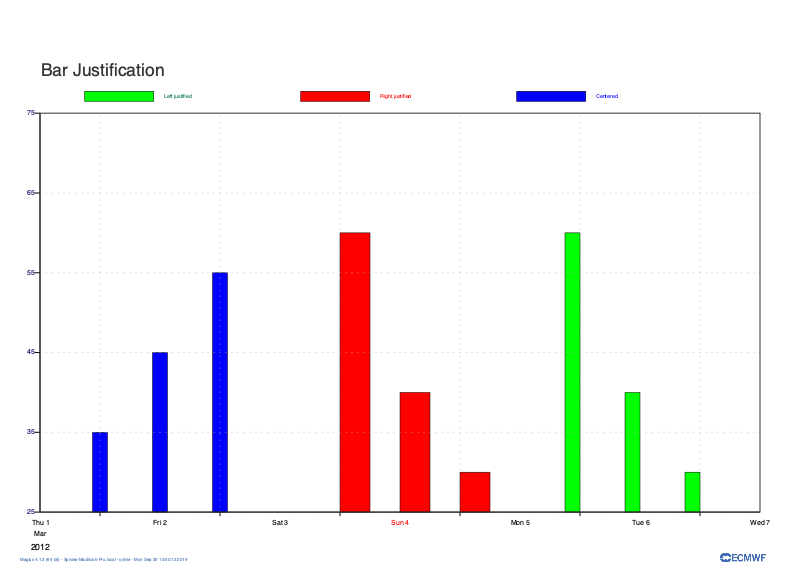 Bar Justification
Left justified Right justified Centered
75
65
55
45
35
25
Thu 1 Fri 2 Sat 3 Sun 4 Mon 5 Tue 6 Wed 7
Mar
2012
ECMWF